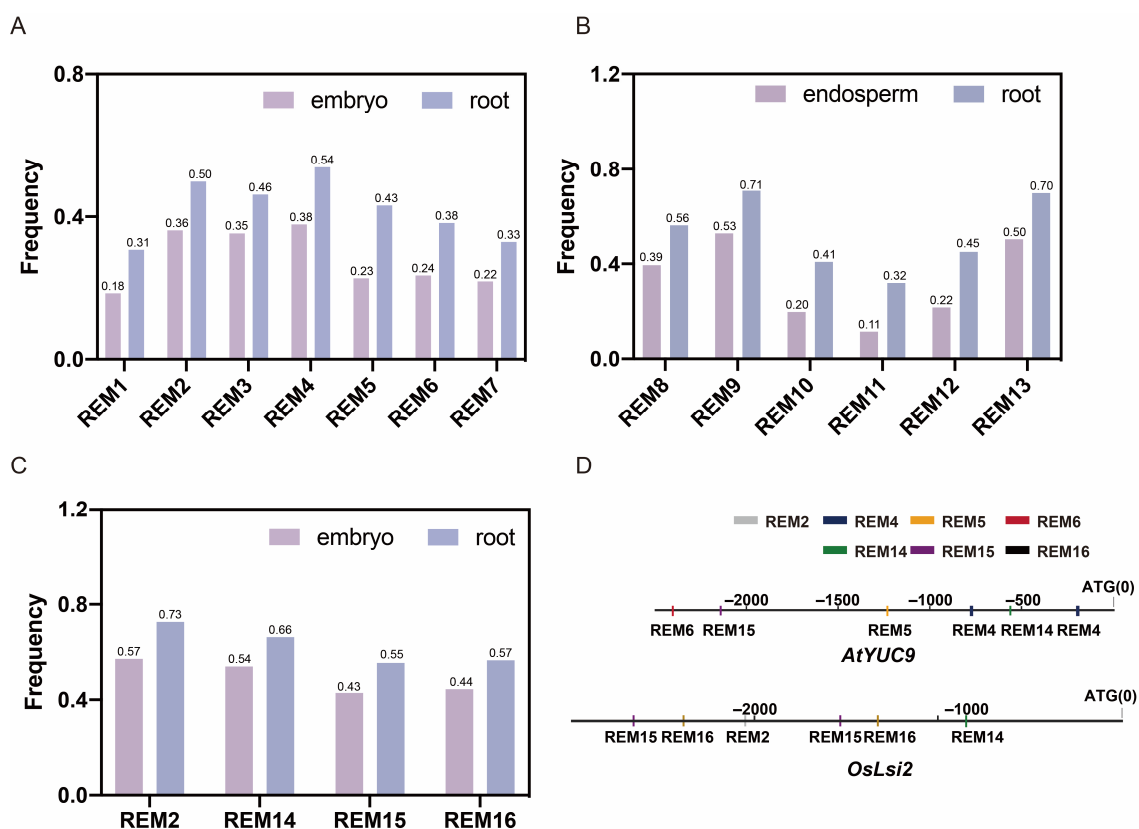 A
0.8
0.4
0.0
Frequency
embryo root
0.18 0.31 0.36 0.50 0.35 0.46 0.38 0.54 0.23 0.43 0.24 0.38 0.22 0.33
REM1 REM2 REM3 REM4 REM5 REM6 REM7
B
1.2
0.8
0.4
0.0
Frequency
endosperm root
0.39 0.56 0.53 0.71 0.20 0.41 0.11 0.32 0.22 0.45 0.50 0.70
REM8 REM9 REM10 REM11 REM12 REM13
C
1.2
0.8
0.4
0.0
Frequency
embryo root
0.57 0.73 0.54 0.66 0.43 0.55 0.44 0.57
REM2 REM14 REM15 REM16
D
REM2 REM4 REM5 REM6
REM14 REM15 REM16
ATG(0)
−2000 −1500 −1000 −500
REM6 REM15 REM5 REM4 REM14 REM4
AtYUC9
ATG(0)
−2000 −1000
REM15 REM16 REM2 REM15 REM16 REM14
OsLsi2